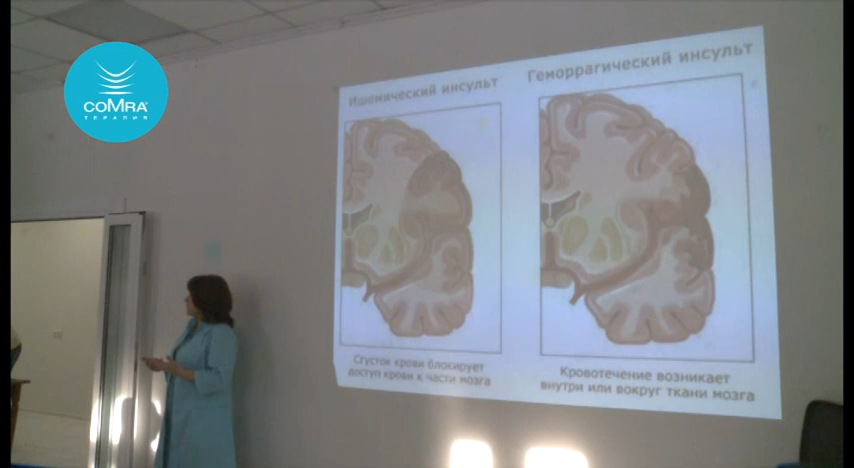 coMra
ТЕРАПИЯ
Ишемический инсульт
Геморрагический инсульт
Сгусток крови блокирует
доступ крови к части мозга
Кровотечение возникает
внутри или вокруг ткани мозга